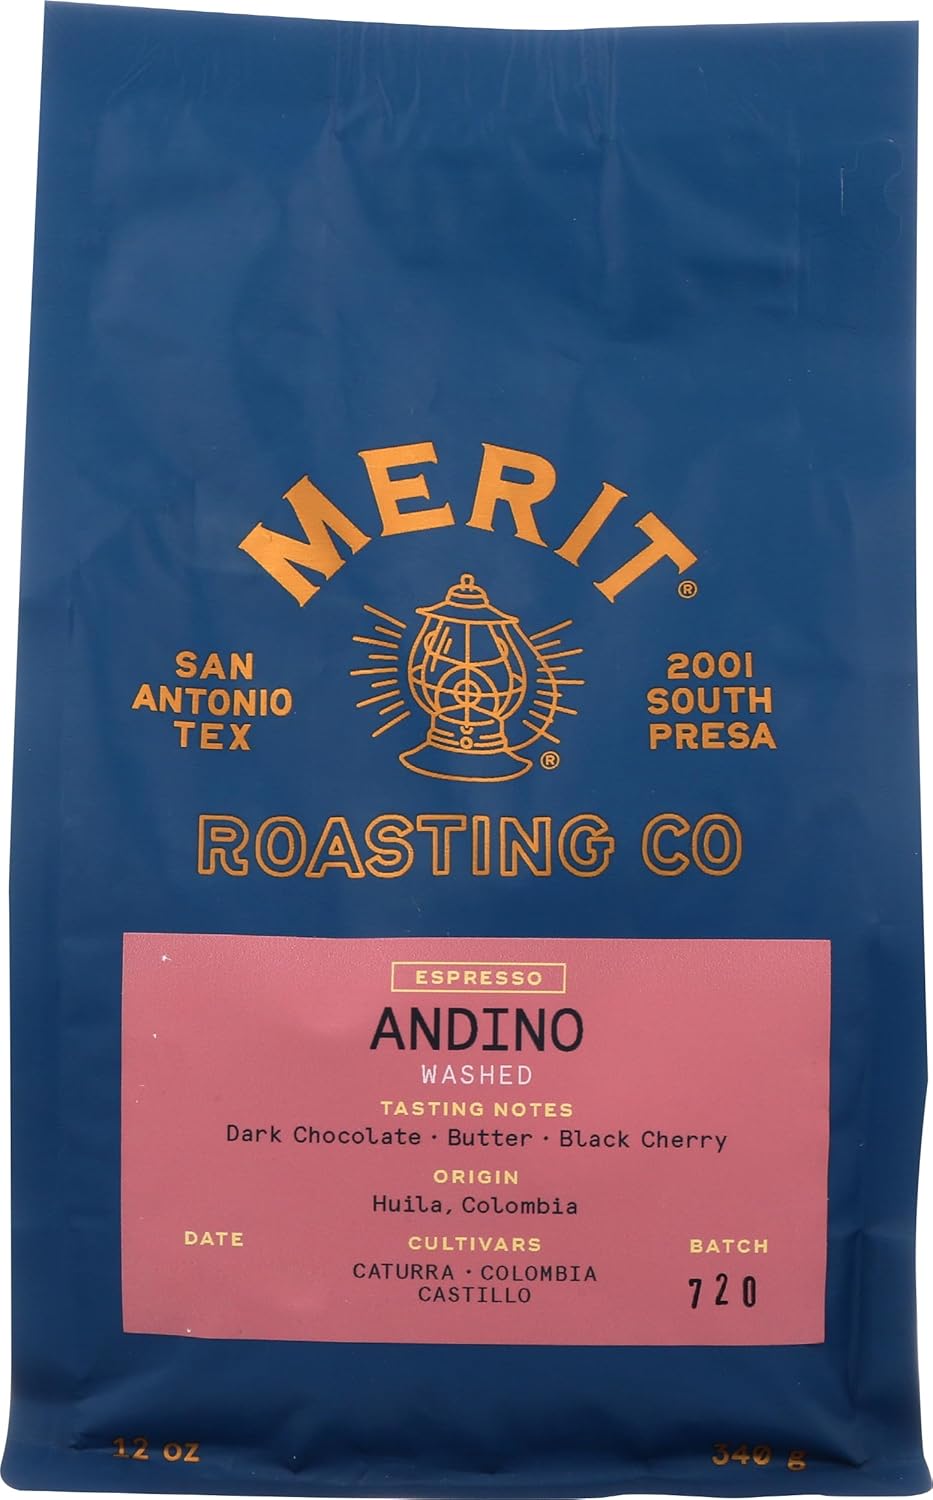 MERIT®
SAN
ANTONIO
TEX
2001
SOUTH
PRESA
®
ROASTING CO
ESPRESSO
ANDINO
WASHED
TASTING NOTES
Dark Chocolate · Butter · Black Cherry
ORIGIN
Huila, Colombia
DATE
CULTIVARS
CATURRA · COLOMBIA
CASTILLO
BATCH
720
12 oz
340 g